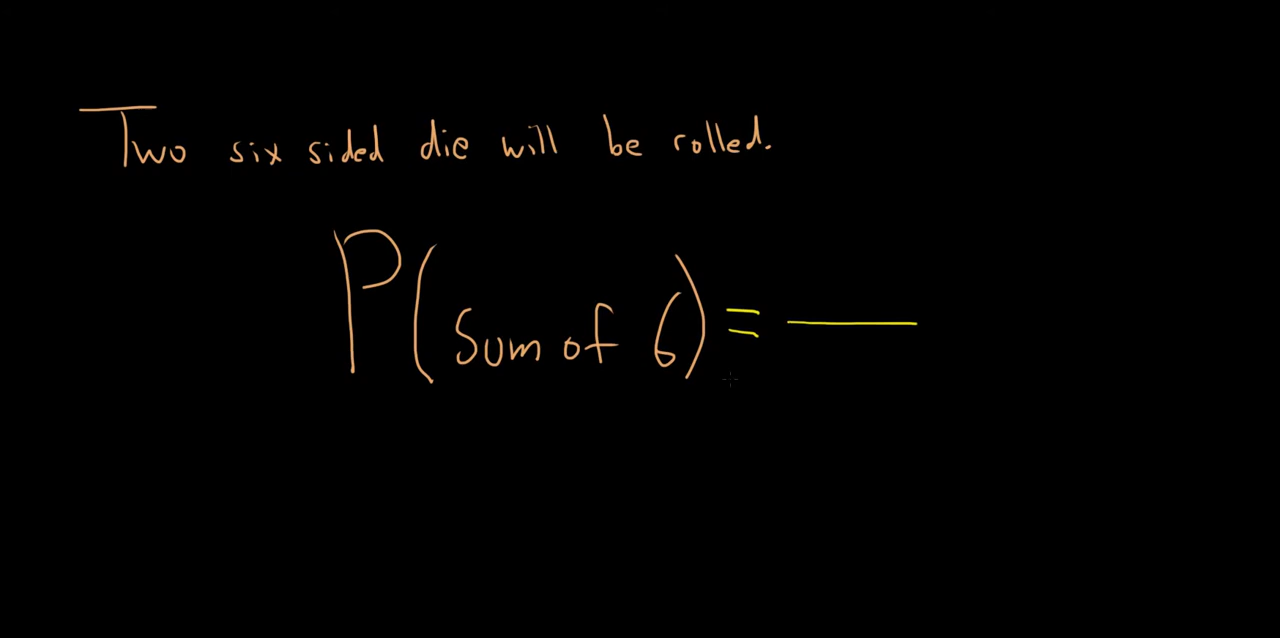 Two six sided die will be rolled.
P(Sum of 6) = —